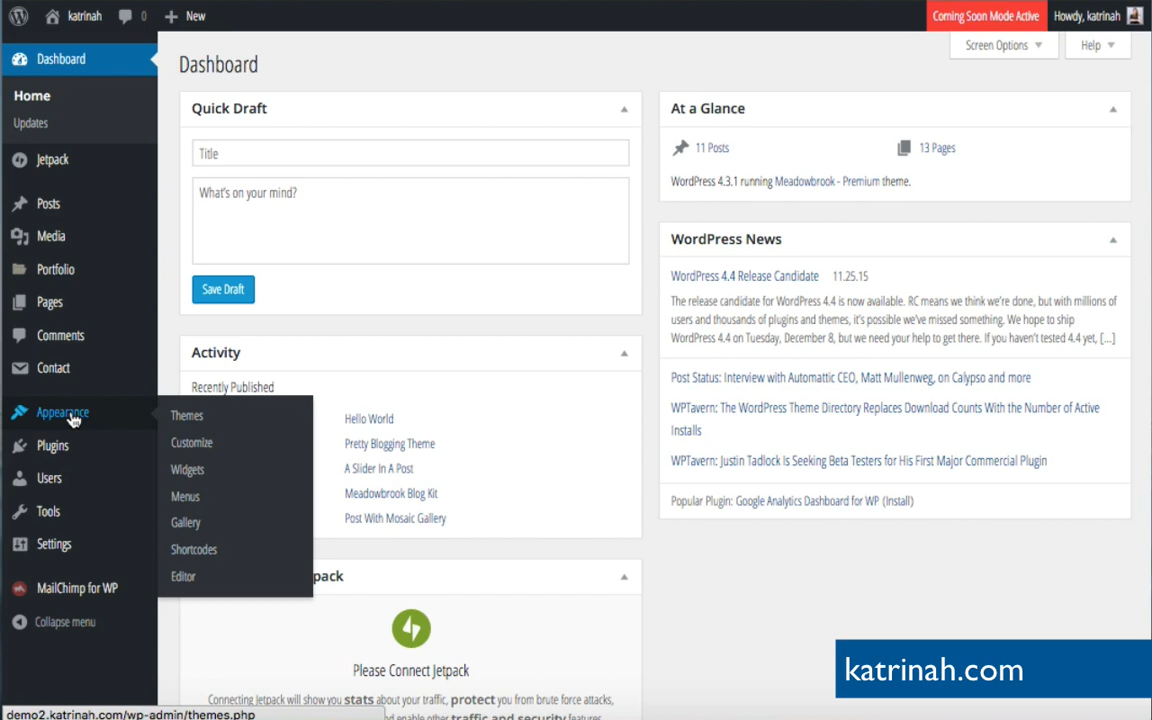 katrinah
0
New
Coming Soon Mode Active
Howdy, katrinah
Screen Options
Help
Dashboard
Home
Updates
Jetpack
Posts
Media
Portfolio
Pages
Comments
Contact
Appearance
Plugins
Users
Tools
Settings
MailChimp for WP
Collapse menu
Themes
Customize
Widgets
Menus
Gallery
Shortcodes
Editor
Dashboard
Quick Draft
Title
What's on your mind?
Save Draft
Activity
Recently Published
Hello World
Pretty Blogging Theme
A Slider In A Post
Meadowbrook Blog Kit
Post With Mosaic Gallery
pack
Please Connect Jetpack
Connecting Jetpack will show you stats about your traffic, protect you from brute force attacks,
and enable other traffic and security features.
At a Glance
11 Posts
13 Pages
WordPress 4.3.1 running Meadowbrook - Premium theme.
WordPress News
WordPress 4.4 Release Candidate 11.25.15
The release candidate for WordPress 4.4 is now available. RC means we think we're done, but with millions of
users and thousands of plugins and themes, it's possible we've missed something. We hope to ship
WordPress 4.4 on Tuesday, December 8, but we need your help to get there. If you haven't tested 4.4 yet, [...]
Post Status: Interview with Automattic CEO, Matt Mullenweg, on Calypso and more
WPTavern: The WordPress Theme Directory Replaces Download Counts With the Number of Active
Installs
WPTavern: Justin Tadlock Is Seeking Beta Testers for His First Major Commercial Plugin
Popular Plugin: Google Analytics Dashboard for WP (Install)
katrinah.com
demo2.katrinah.com/wp-admin/themes.php